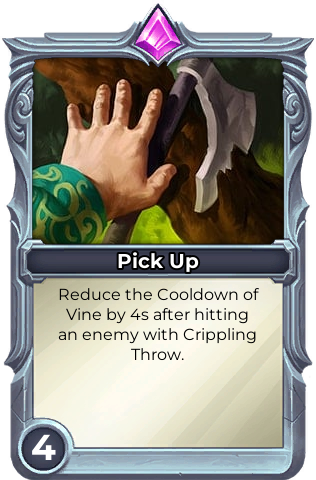 Pick Up
Reduce the Cooldown of
Vine by 4s after hitting
an enemy with Crippling
Throw.
4